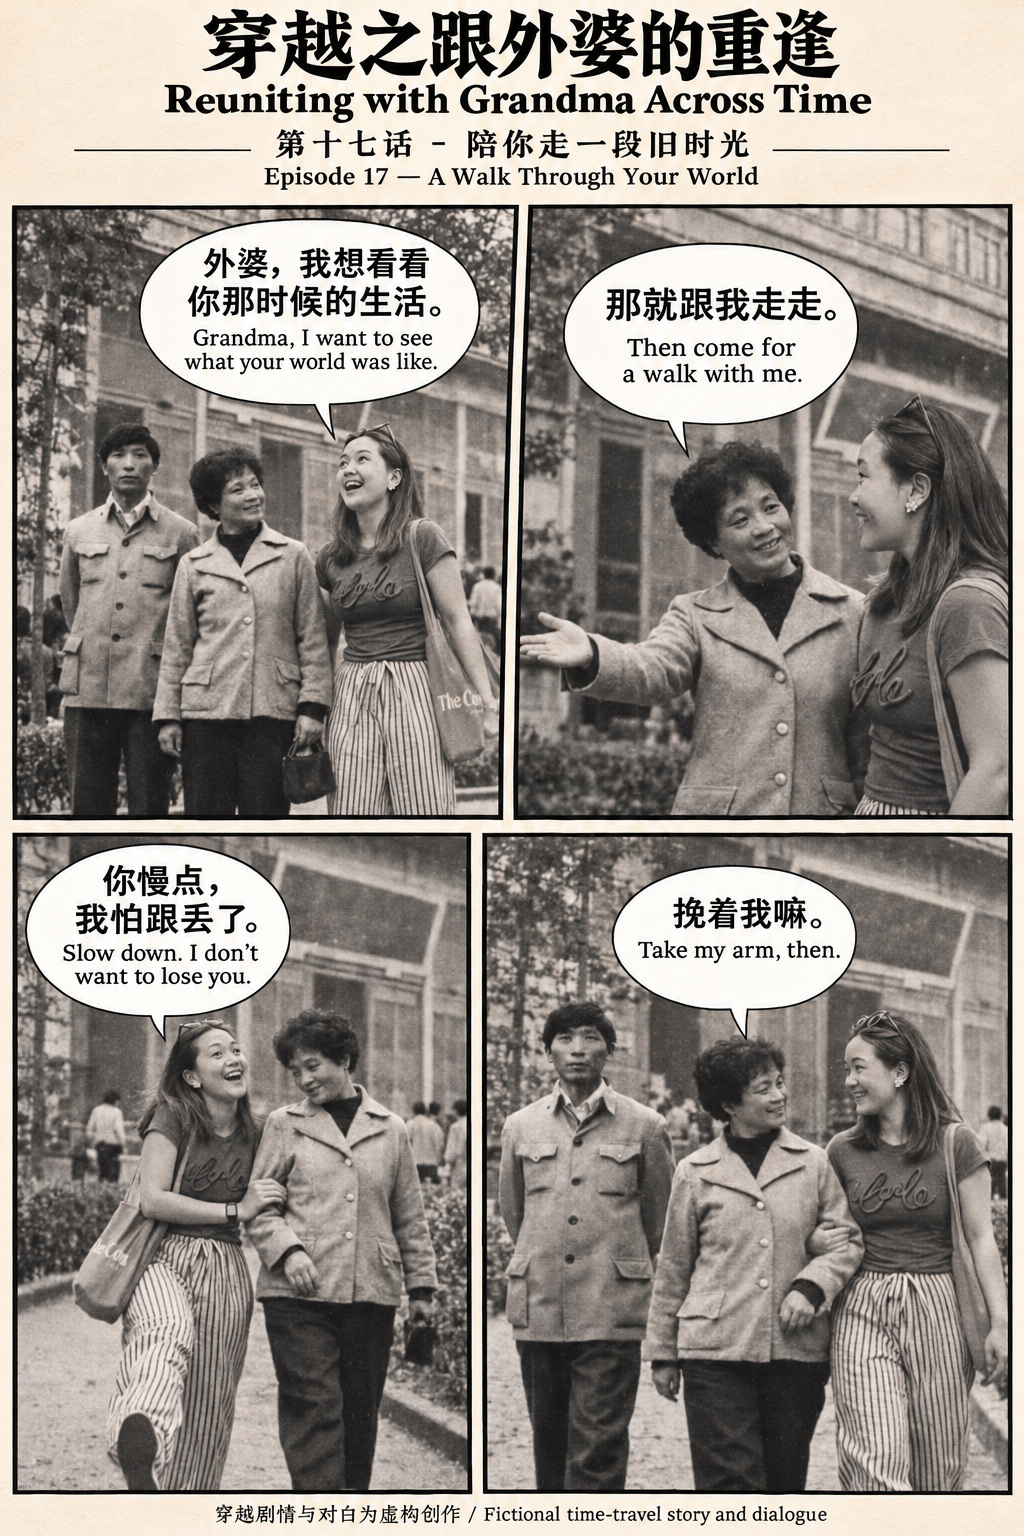 穿越之跟外婆的重逢
Reuniting with Grandma Across Time
第十七话 - 陪你走一段旧时光
Episode 17 — A Walk Through Your World
外婆，我想看看
你那时候的生活。
Grandma, I want to see
what your world was like.
那就跟我走走。
Then come for
a walk with me.
The Con
你慢点，
我怕跟丢了。
Slow down. I don't
want to lose you.
挽着我嘛。
Take my arm, then.
穿越剧情与对白为虚构创作 / Fictional time-travel story and dialogue